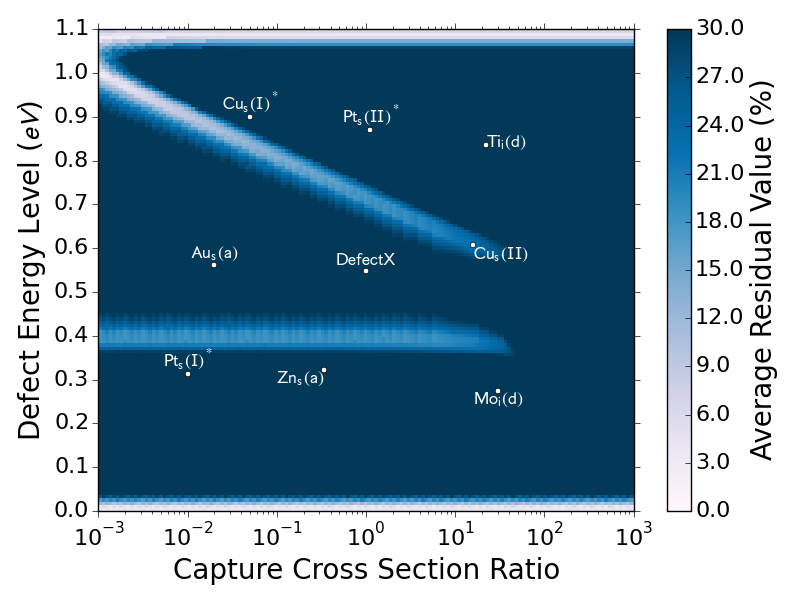 1.1
1.0
0.9
0.8
0.7
0.6
0.5
0.4
0.3
0.2
0.1
0.0
Defect Energy Level (eV)
Cuₛ(I)*
Ptₛ(II)*
Tiᵢ(d)
Auₛ(a)
DefectX
Cuₛ(II)
Ptₛ(I)*
Znₛ(a)
Moᵢ(d)
10⁻³ 10⁻² 10⁻¹ 10⁰ 10¹ 10² 10³
Capture Cross Section Ratio
30.0
27.0
24.0
21.0
18.0
15.0
12.0
9.0
6.0
3.0
0.0
Average Residual Value (%)